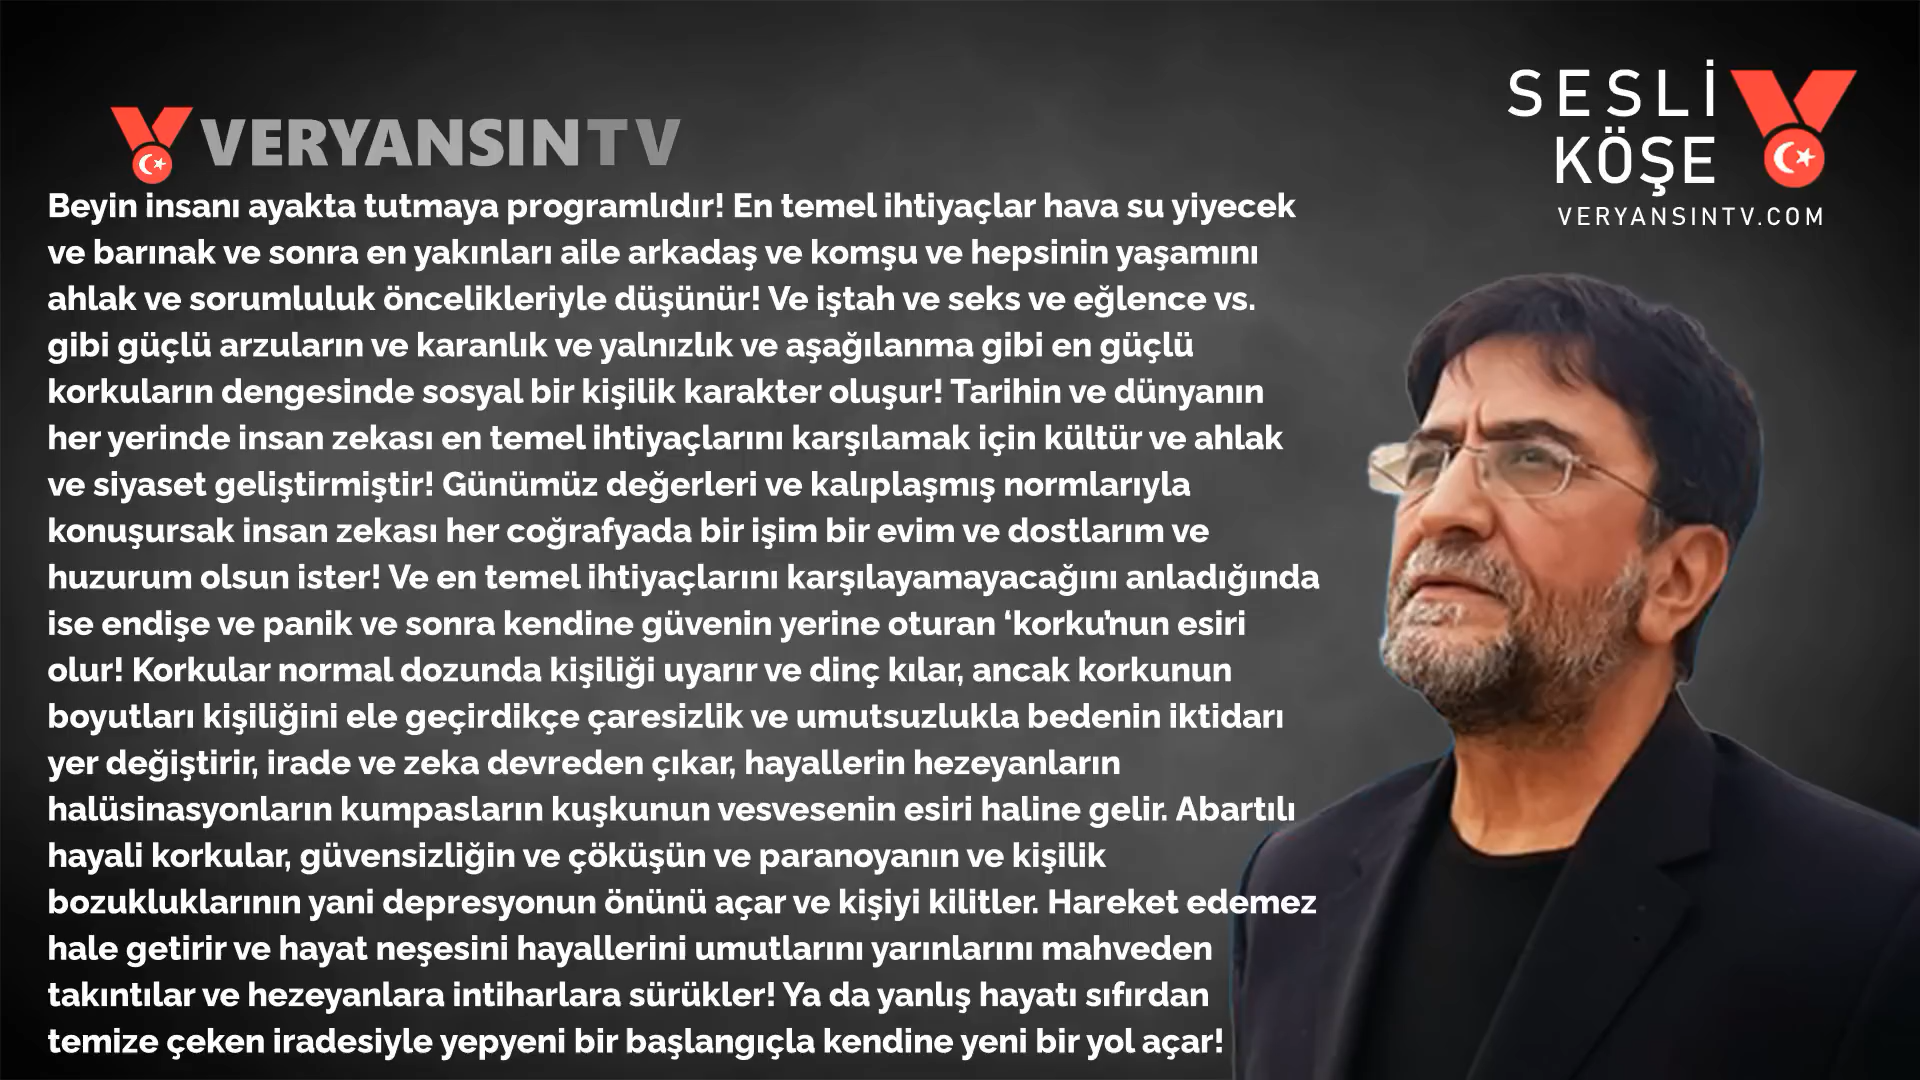 VERYANSINTV
SESLİ
KÖŞE
VERYANSINTV.COM
Beyin insanı ayakta tutmaya programlıdır! En temel ihtiyaçlar hava su yiyecek
ve barınak ve sonra en yakınları aile arkadaş ve komşu ve hepsinin yaşamını
ahlak ve sorumluluk öncelikleriyle düşünür! Ve iştah ve seks ve eğlence vs.
gibi güçlü arzuların ve karanlık ve yalnızlık ve aşağılanma gibi en güçlü
korkuların dengesinde sosyal bir kişilik karakter oluşur! Tarihin ve dünyanın
her yerinde insan zekası en temel ihtiyaçlarını karşılamak için kültür ve ahlak
ve siyaset geliştirmiştir! Günümüz değerleri ve kalıplaşmış normlarıyla
konuşursak insan zekası her coğrafyada bir işim bir evim ve dostlarım ve
huzurum olsun ister! Ve en temel ihtiyaçlarını karşılayamayacağını anladığında
ise endişe ve panik ve sonra kendine güvenin yerine oturan ‘korku’nun esiri
olur! Korkular normal dozunda kişiliği uyarır ve dinç kılar, ancak korkunun
boyutları kişiliğini ele geçirdikçe çaresizlik ve umutsuzlukla bedenin iktidarı
yer değiştirir, irade ve zeka devreden çıkar, hayallerin hezeyanların
halüsinasyonların kumpasların kuşkunun vesvesenin esiri haline gelir. Abartılı
hayali korkular, güvensizliğin ve çöküşün ve paranoyanın ve kişilik
bozukluklarının yani depresyonun önünü açar ve kişiyi kilitler. Hareket edemez
hale getirir ve hayat neşesini hayallerini umutlarını yarınlarını mahveden
takıntılar ve hezeyanlara intiharlara sürükler! Ya da yanlış hayatı sıfırdan
temize çeken iradesiyle yepyeni bir başlangıçla kendine yeni bir yol açar!